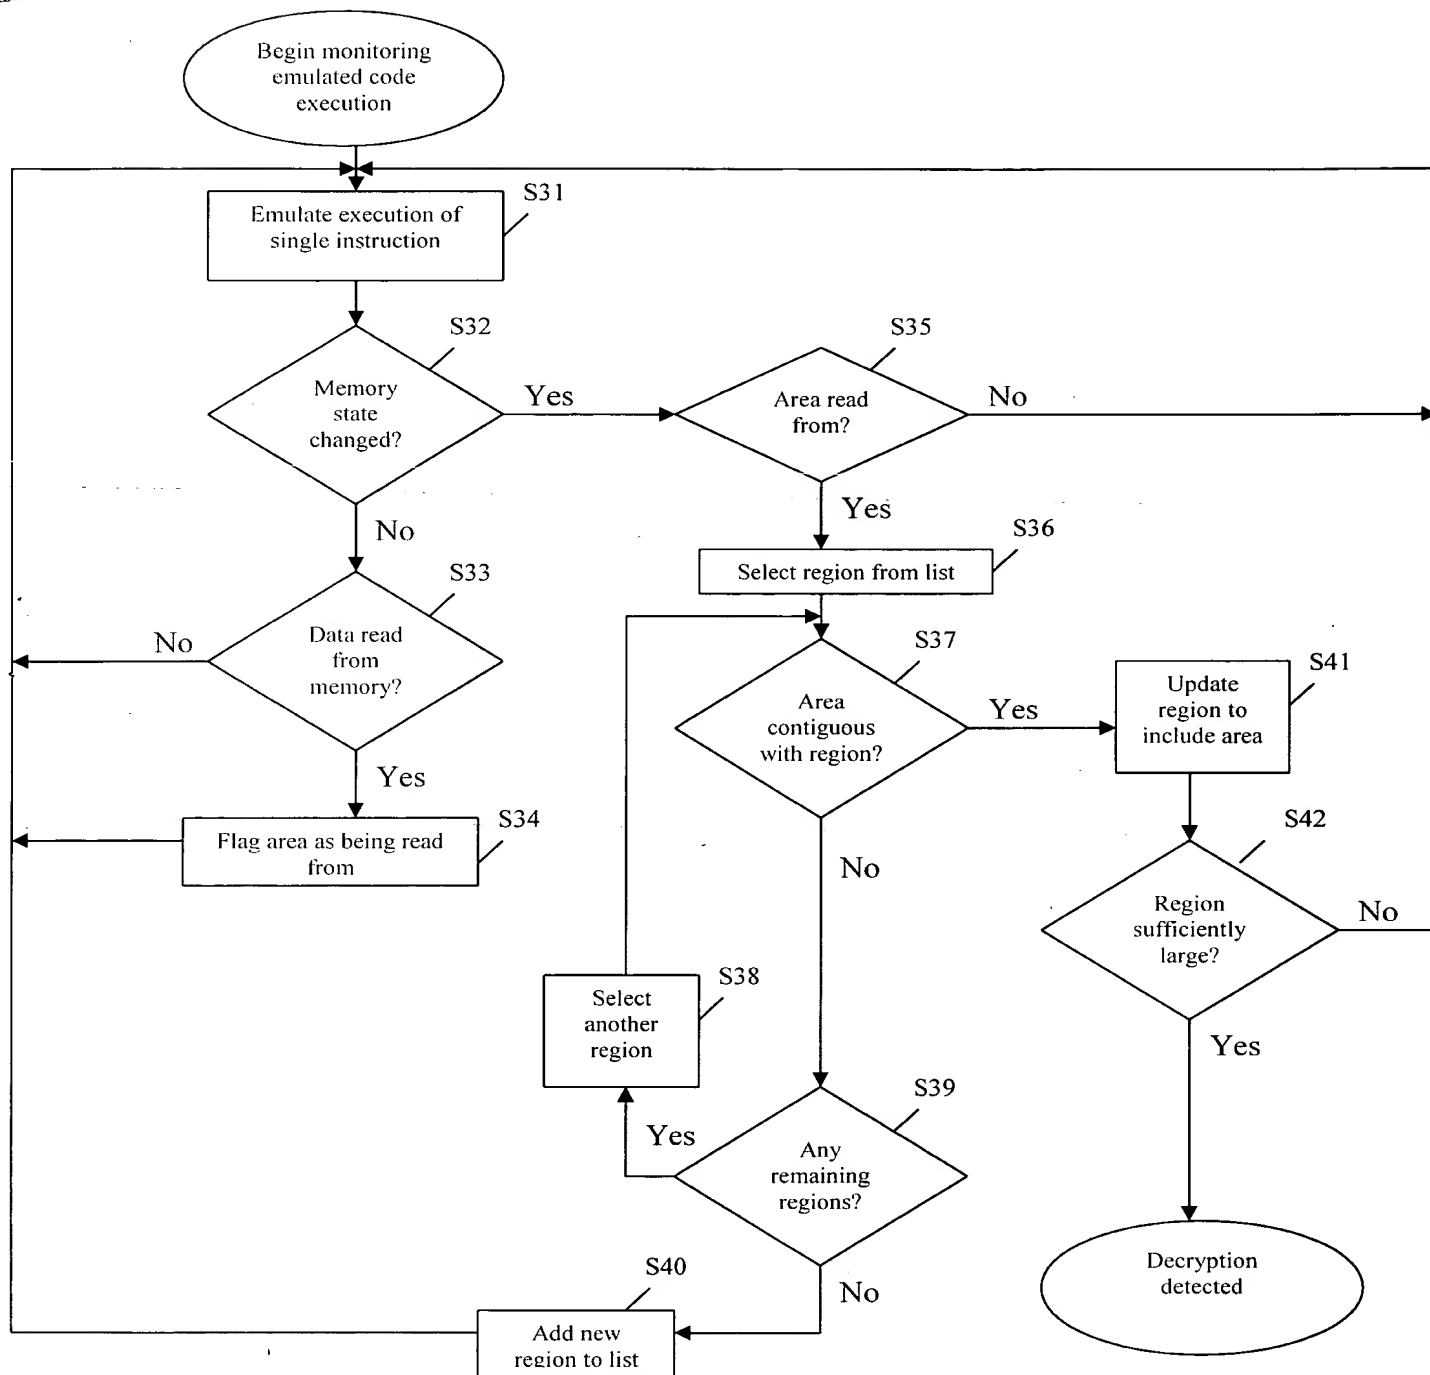 Begin monitoring
emulated code
execution
S31
Emulate execution of
single instruction
S32
Memory
state
changed?
Yes
S35
Area read
from?
No
No
Yes
S36
Select region from list
S33
Data read
from
memory?
No
Yes
S34
Flag area as being read
from
S37
Area
contiguous
with region?
Yes
No
S41
Update
region to
include area
S42
Region
sufficiently
large?
No
Yes
S38
Select
another
region
S39
Any
remaining
regions?
Yes
No
S40
Add new
region to list
Decryption
detected